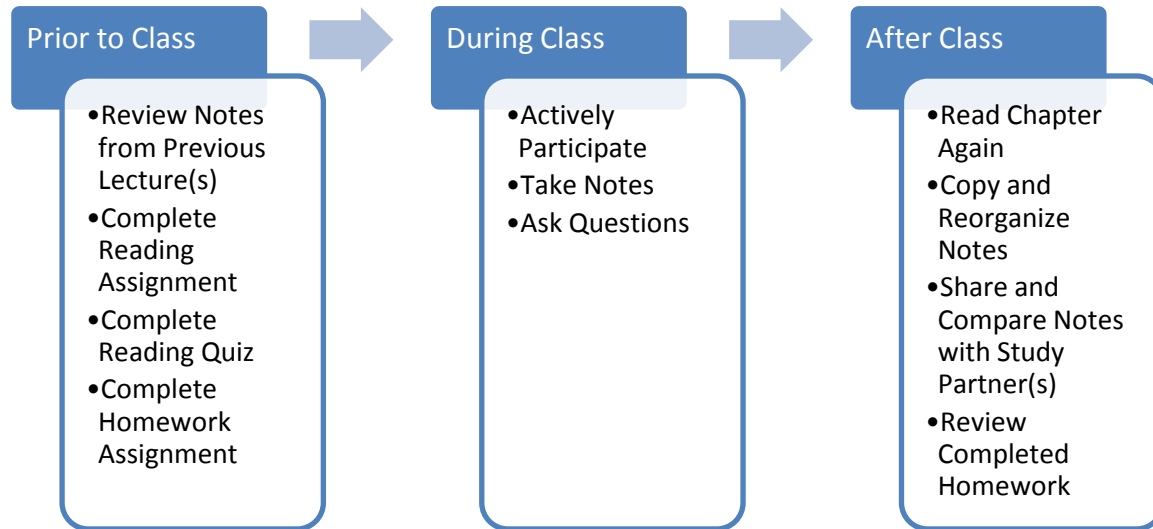 Prior to Class
•Review Notes
from Previous
Lecture(s)
•Complete
Reading
Assignment
•Complete
Reading Quiz
•Complete
Homework
Assignment
During Class
•Actively
Participate
•Take Notes
•Ask Questions
After Class
•Read Chapter
Again
•Copy and
Reorganize
Notes
•Share and
Compare Notes
with Study
Partner(s)
•Review
Completed
Homework